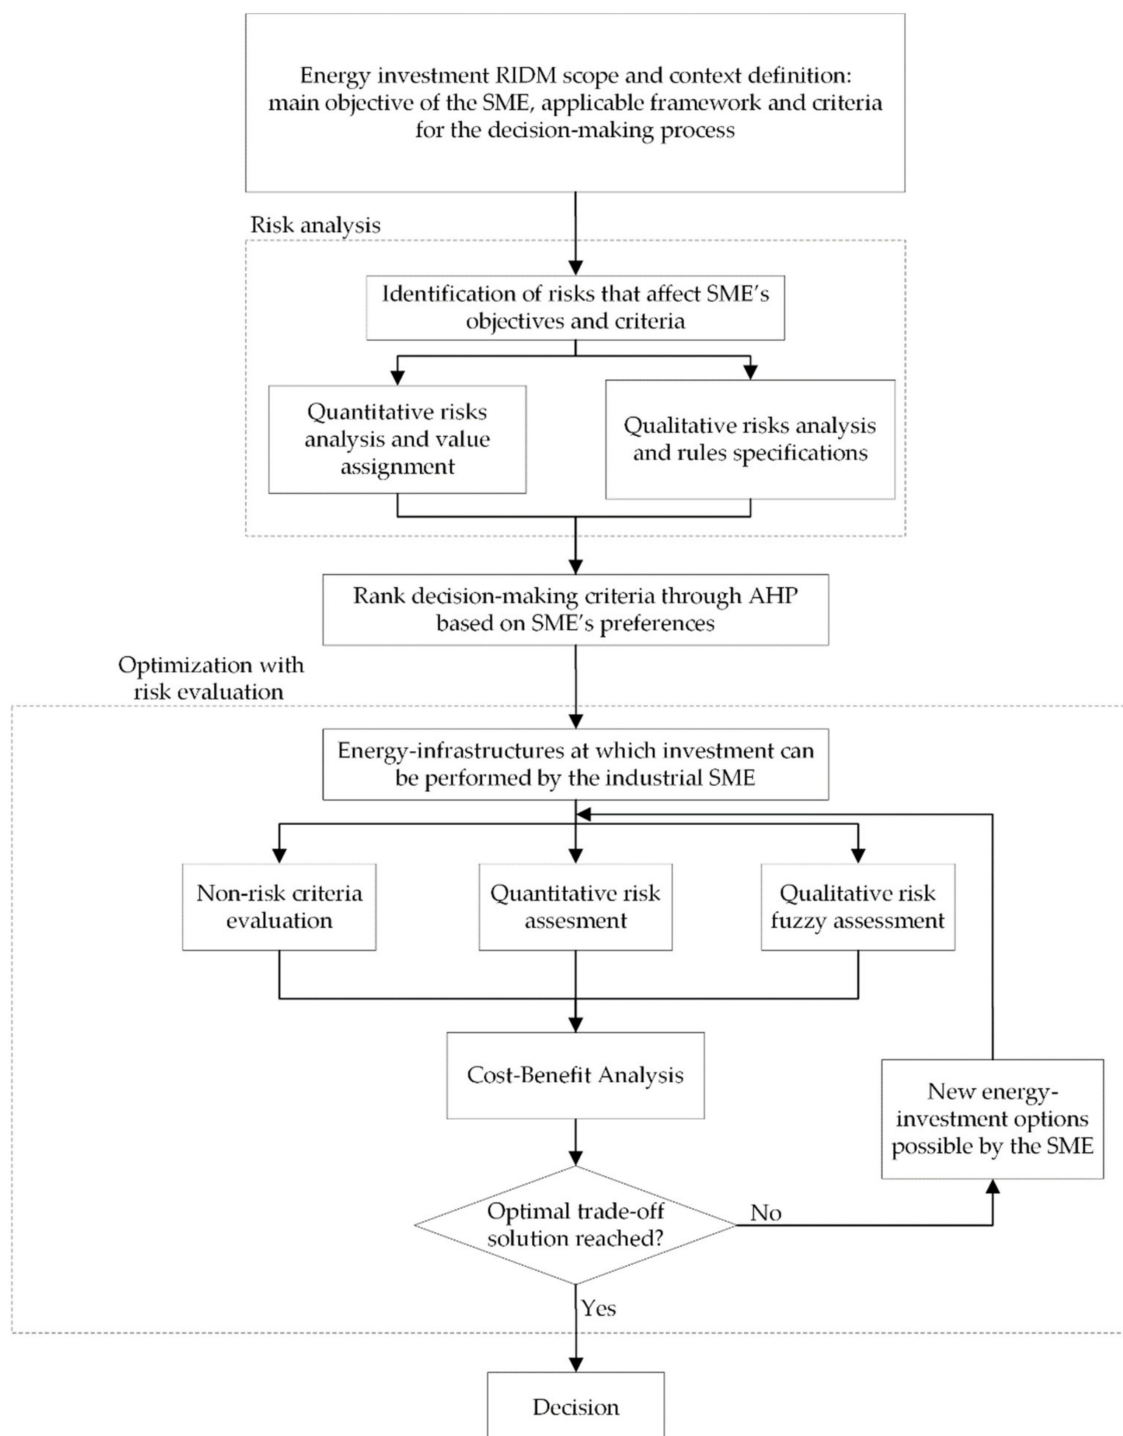 Energy investment RIDM scope and context definition:
main objective of the SME, applicable framework and criteria
for the decision-making process
Risk analysis
Identification of risks that affect SME's
objectives and criteria
Quantitative risks
analysis and value
assignment
Qualitative risks analysis
and rules specifications
Rank decision-making criteria through AHP
based on SME's preferences
Optimization with
risk evaluation
Energy-infrastructures at which investment can
be performed by the industrial SME
Non-risk criteria
evaluation
Quantitative risk
assesment
Qualitative risk
fuzzy assessment
Cost-Benefit Analysis
New energy-
investment options
possible by the SME
Optimal trade-off
solution reached?
No
Yes
Decision